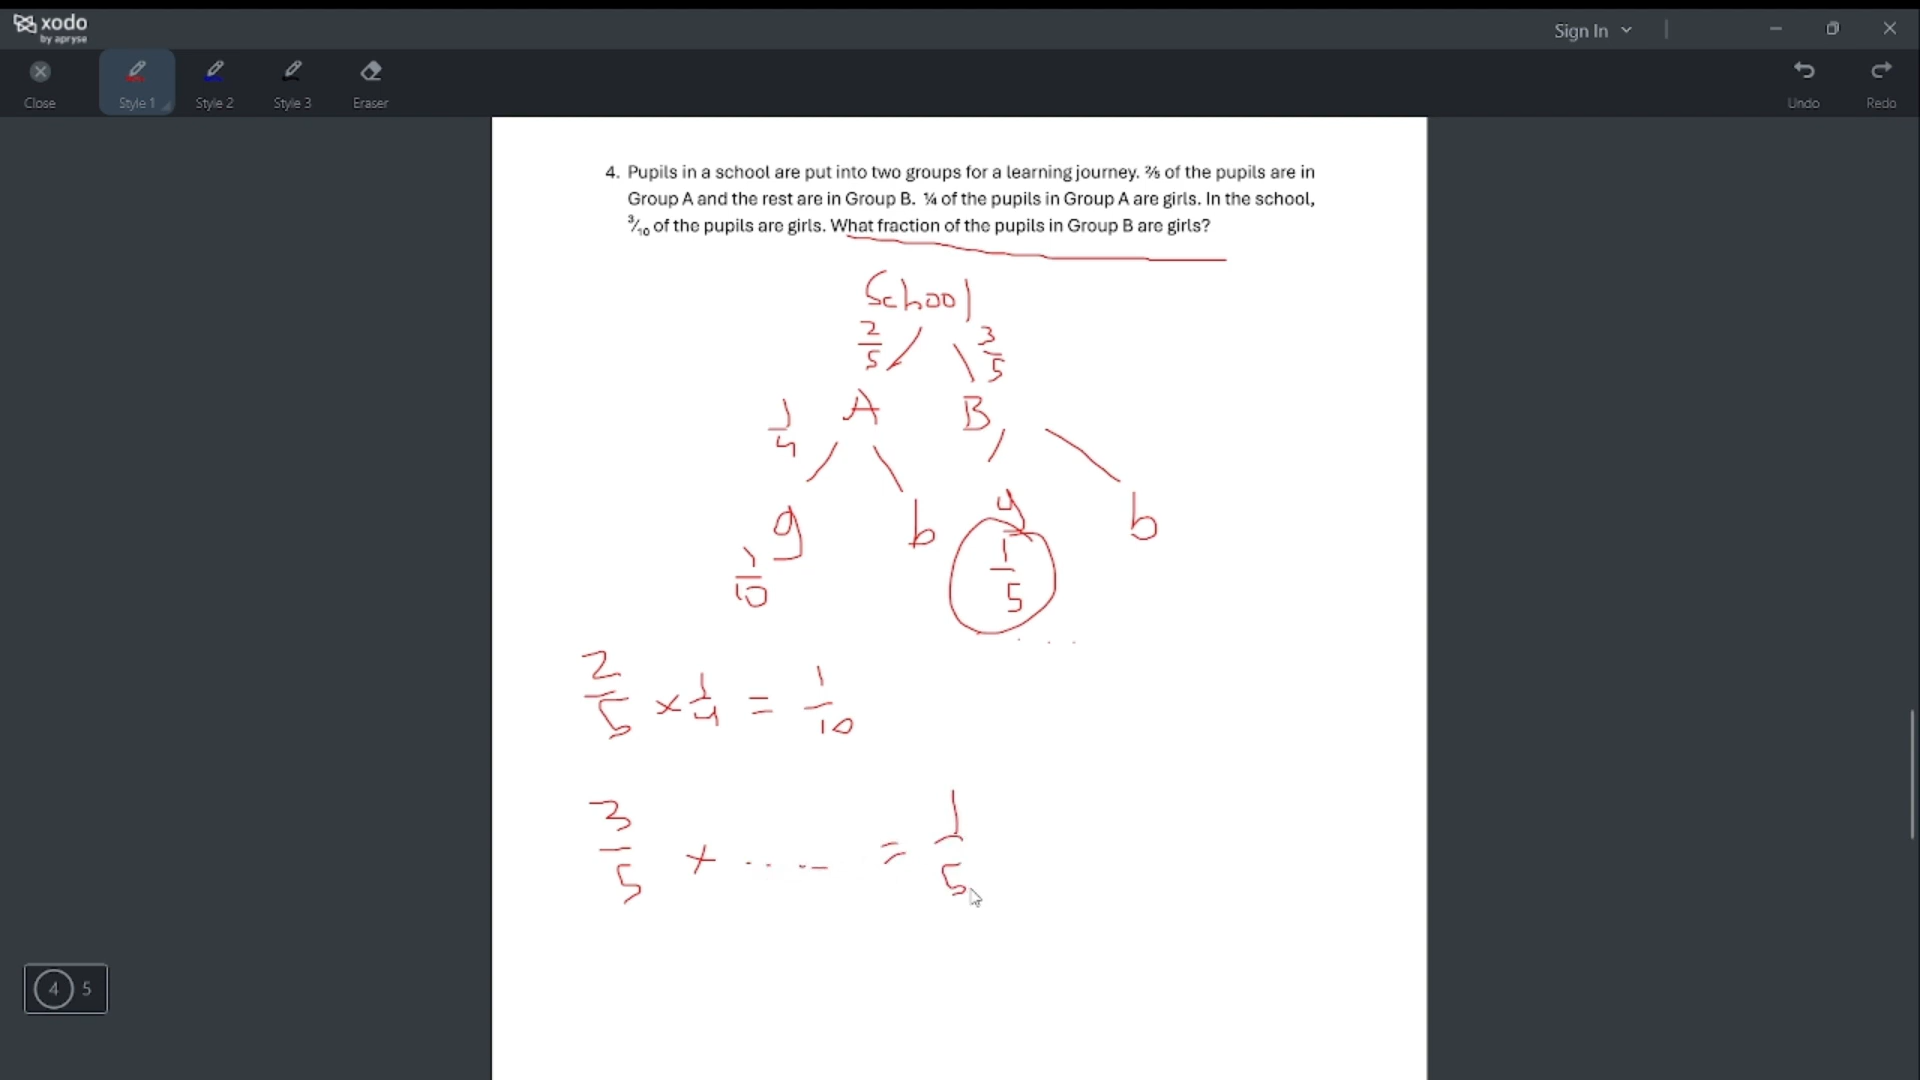 xodo
by apryse
Sign In
Close
Style 1
Style 2
Style 3
Eraser
Undo
Redo
4. Pupils in a school are put into two groups for a learning journey. ⅖ of the pupils are in
Group A and the rest are in Group B. ¼ of the pupils in Group A are girls. In the school,
³⁄₁₀ of the pupils are girls. What fraction of the pupils in Group B are girls?
School
2/5 3/5
1/4 A B
g b g b
1/10 1/5
2/5 × 1/4 = 1/10
3/5 × ..... = 1/5
4 5